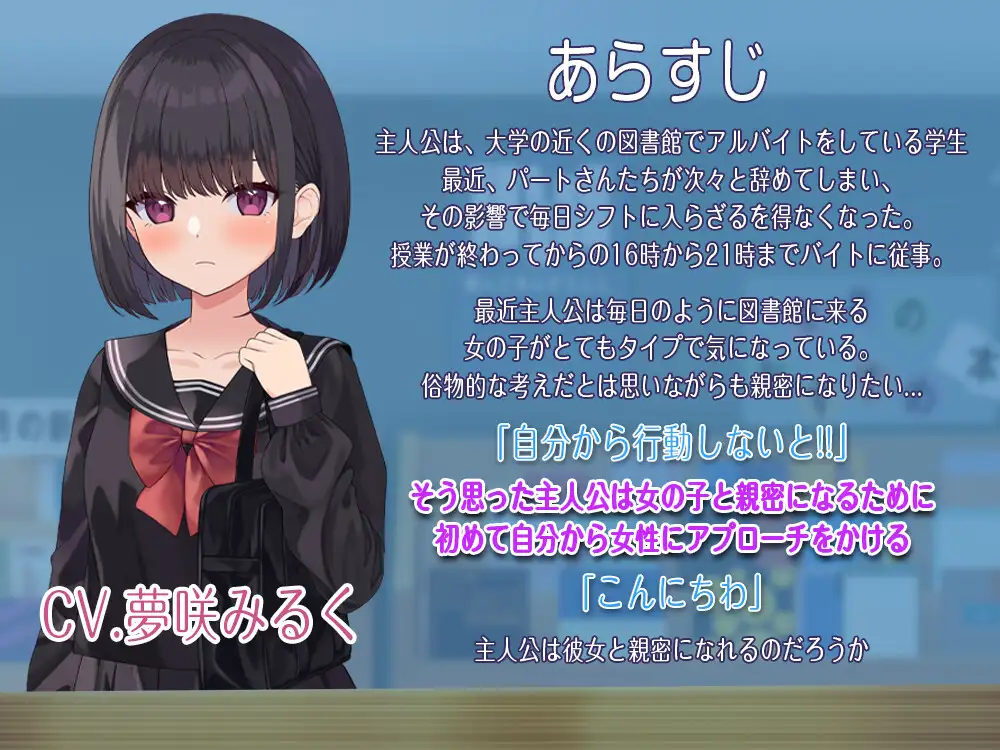 あらすじ
主人公は、大学の近くの図書館でアルバイトをしている学生
最近、パートさんたちが次々と辞めてしまい、
その影響で毎日シフトに入らざるを得なくなった。
授業が終わってからの16時から21時までバイトに従事。
最近主人公は毎日のように図書館に来る
女の子がとてもタイプで気になっている。
俗物的な考えだとは思いながらも親密になりたい...
「自分から行動しないと!!」
そう思った主人公は女の子と親密になるために
初めて自分から女性にアプローチをかける
「こんにちわ」
主人公は彼女と親密になれるのだろうか
CV.夢咲みるく
の
本
月の